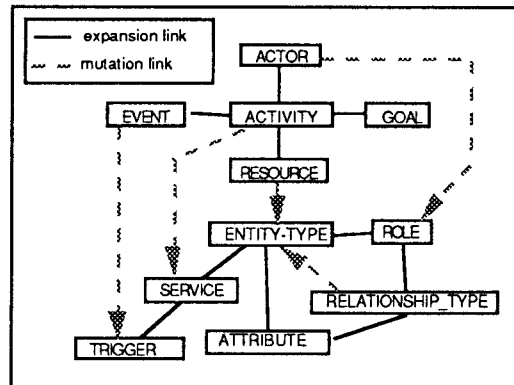 expansion link
mutation link
ACTOR
EVENT
ACTIVITY
GOAL
RESOURCE
ENTITY-TYPE
ROLE
SERVICE
RELATIONSHIP_TYPE
TRIGGER
ATTRIBUTE